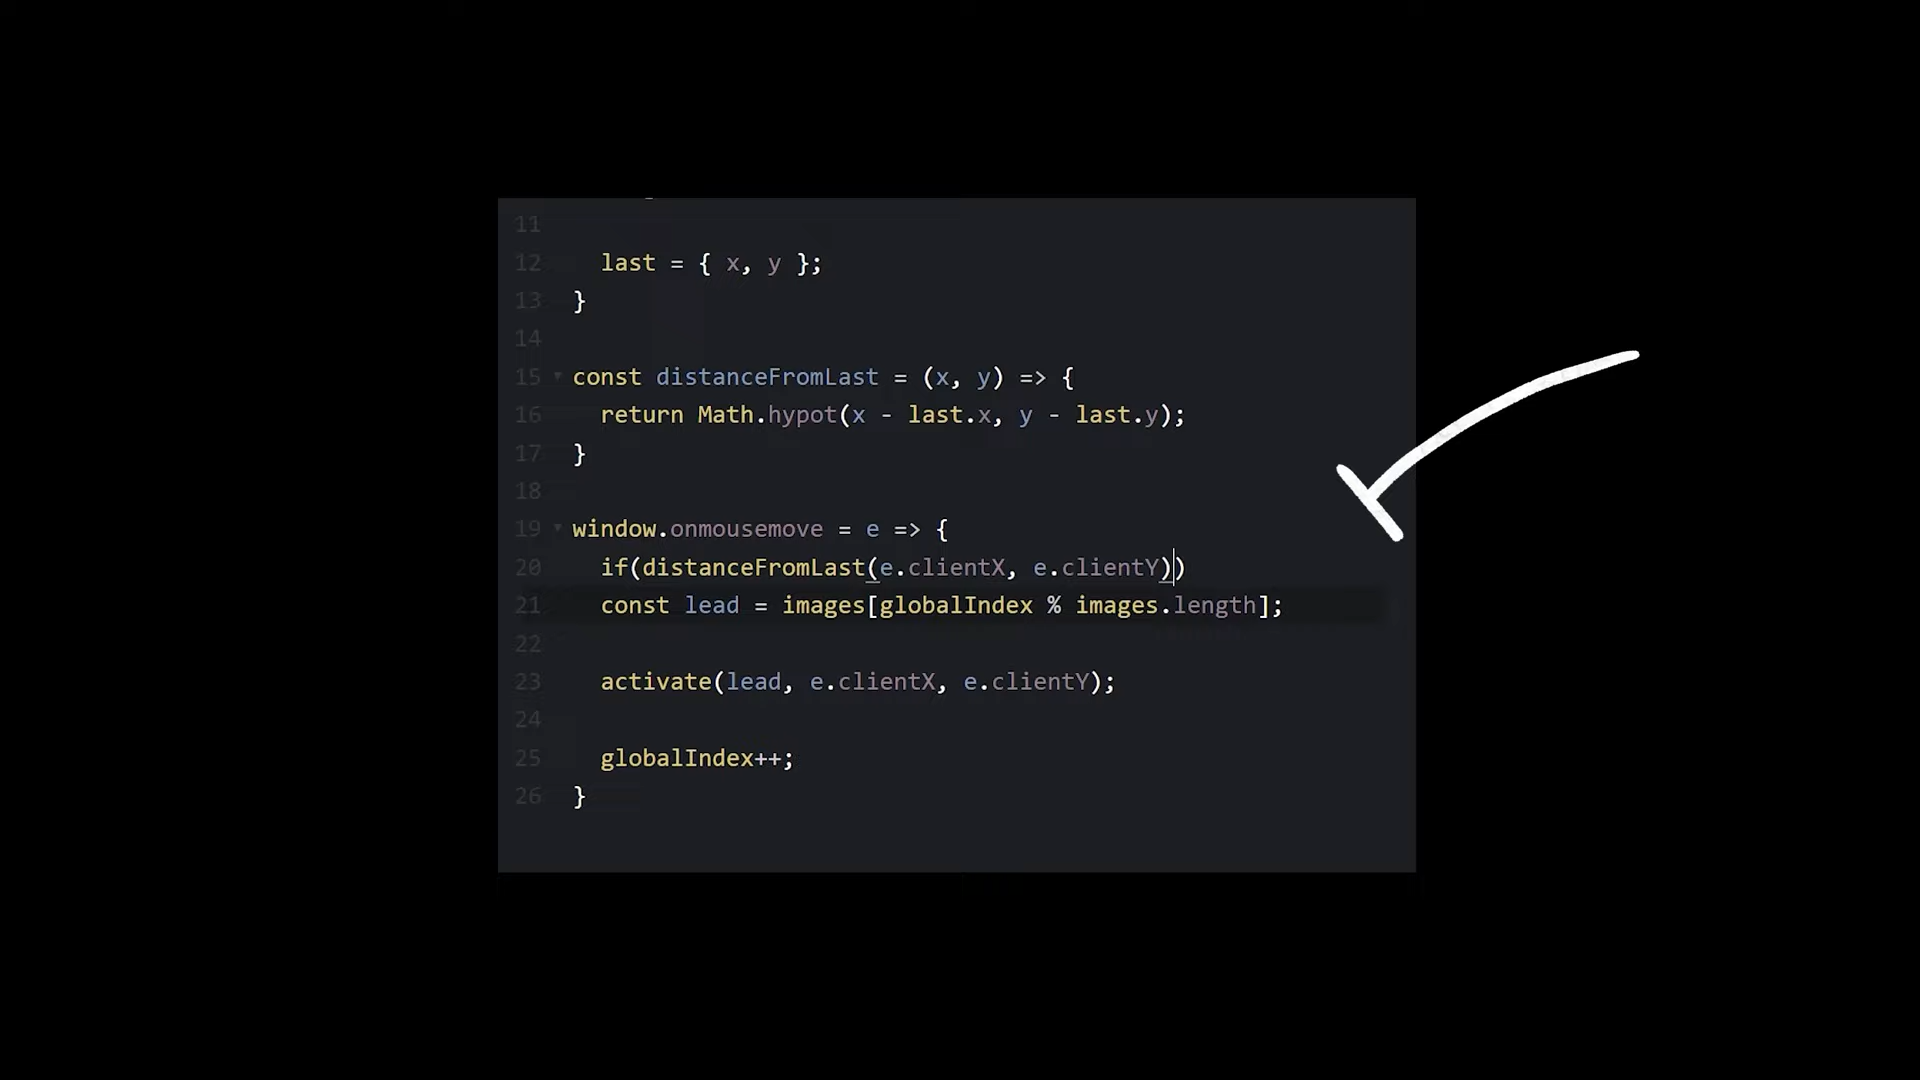 11
12 last = { x, y };
13 }
14
15 const distanceFromLast = (x, y) => {
16 return Math.hypot(x - last.x, y - last.y);
17 }
18
19 window.onmousemove = e => {
20 if(distanceFromLast(e.clientX, e.clientY))
21 const lead = images[globalIndex % images.length];
22
23 activate(lead, e.clientX, e.clientY);
24
25 globalIndex++;
26 }